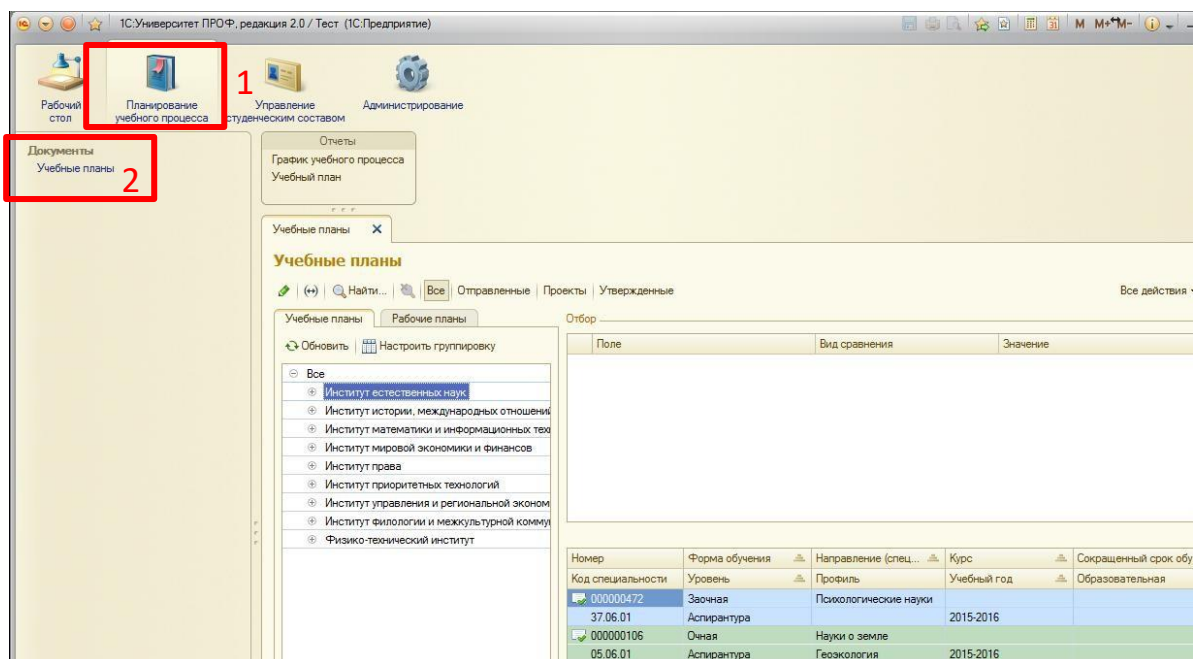 1С:Университет ПРОФ, редакция 2.0 / Тест (1С:Предприятие)
31 M M+ M-
Рабочий стол
Планирование учебного процесса
1
Управление студенческим составом
Администрирование
Документы
Учебные планы
2
Отчеты
График учебного процесса
Учебный план
Учебные планы
Учебные планы
Найти... Все Отправленные Проекты Утвержденные Все действия
Учебные планы Рабочие планы
Обновить Настроить группировку
Все
Институт естественных наук
Институт истории, международных отношений
Институт математики и информационных тех
Институт мировой экономики и финансов
Институт права
Институт приоритетных технологий
Институт управления и региональной эконом
Институт филологии и межкультурной комму
Физико-технический институт
Отбор
Поле Вид сравнения Значение
Номер Форма обучения Направление (спец... Курс Сокращенный срок обу
Код специальности Уровень Профиль Учебный год Образовательная
000000472 Заочная Психологические науки
37.06.01 Аспирантура 2015-2016
000000106 Очная Науки о земле
05.06.01 Аспирантура Геоэкология 2015-2016